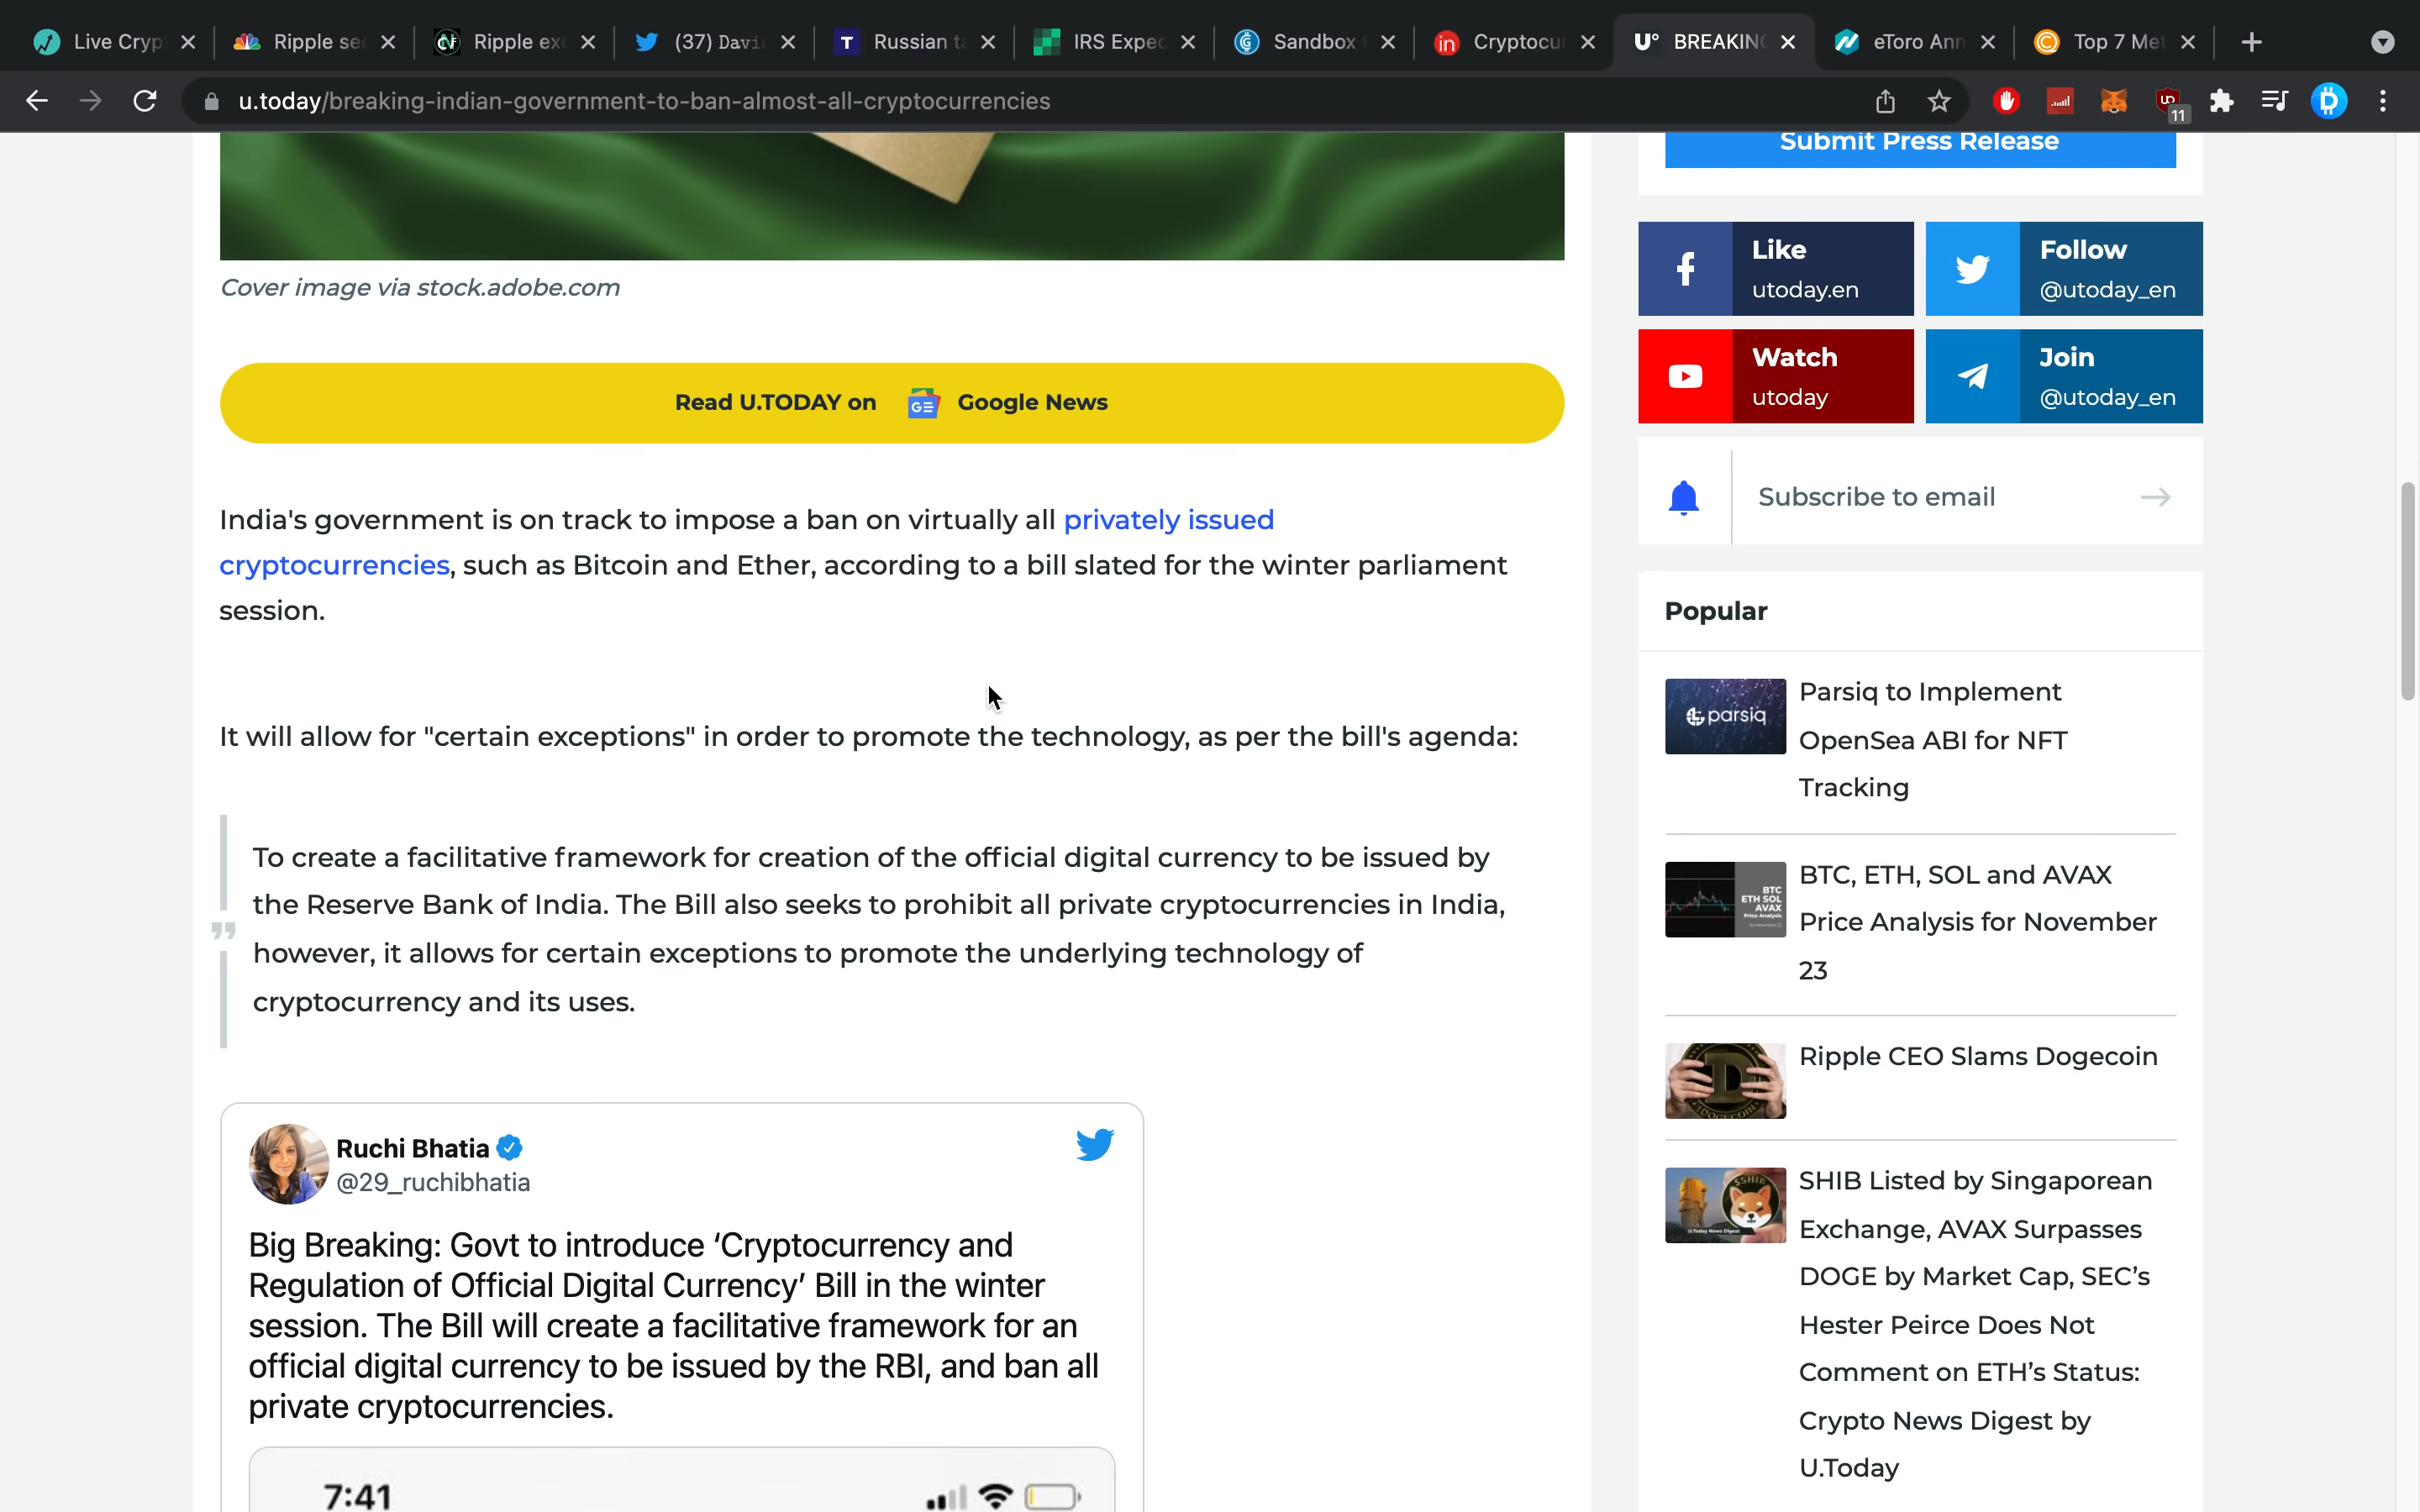 Live Cryp
Ripple se
Ripple ex
(37) Davi
Russian t
IRS Expec
Sandbox
Cryptocu
BREAKING
eToro Ann
Top 7 Met
u.today/breaking-indian-government-to-ban-almost-all-cryptocurrencies
11
Cover image via stock.adobe.com
Read U.TODAY on Google News
India's government is on track to impose a ban on virtually all privately issued
cryptocurrencies, such as Bitcoin and Ether, according to a bill slated for the winter parliament
session.
It will allow for "certain exceptions" in order to promote the technology, as per the bill's agenda:
To create a facilitative framework for creation of the official digital currency to be issued by
the Reserve Bank of India. The Bill also seeks to prohibit all private cryptocurrencies in India,
however, it allows for certain exceptions to promote the underlying technology of
cryptocurrency and its uses.
Ruchi Bhatia
@29_ruchibhatia
Big Breaking: Govt to introduce ‘Cryptocurrency and
Regulation of Official Digital Currency’ Bill in the winter
session. The Bill will create a facilitative framework for an
official digital currency to be issued by the RBI, and ban all
private cryptocurrencies.
7:41
Submit Press Release
Like
utoday.en
Follow
@utoday_en
Watch
utoday
Join
@utoday_en
Subscribe to email
Popular
parsiq
Parsiq to Implement
OpenSea ABI for NFT
Tracking
BTC
ETH SOL
AVAX
Price Analysis
BTC, ETH, SOL and AVAX
Price Analysis for November
23
Ripple CEO Slams Dogecoin
SHIB Listed by Singaporean
Exchange, AVAX Surpasses
DOGE by Market Cap, SEC’s
Hester Peirce Does Not
Comment on ETH’s Status:
Crypto News Digest by
U.Today